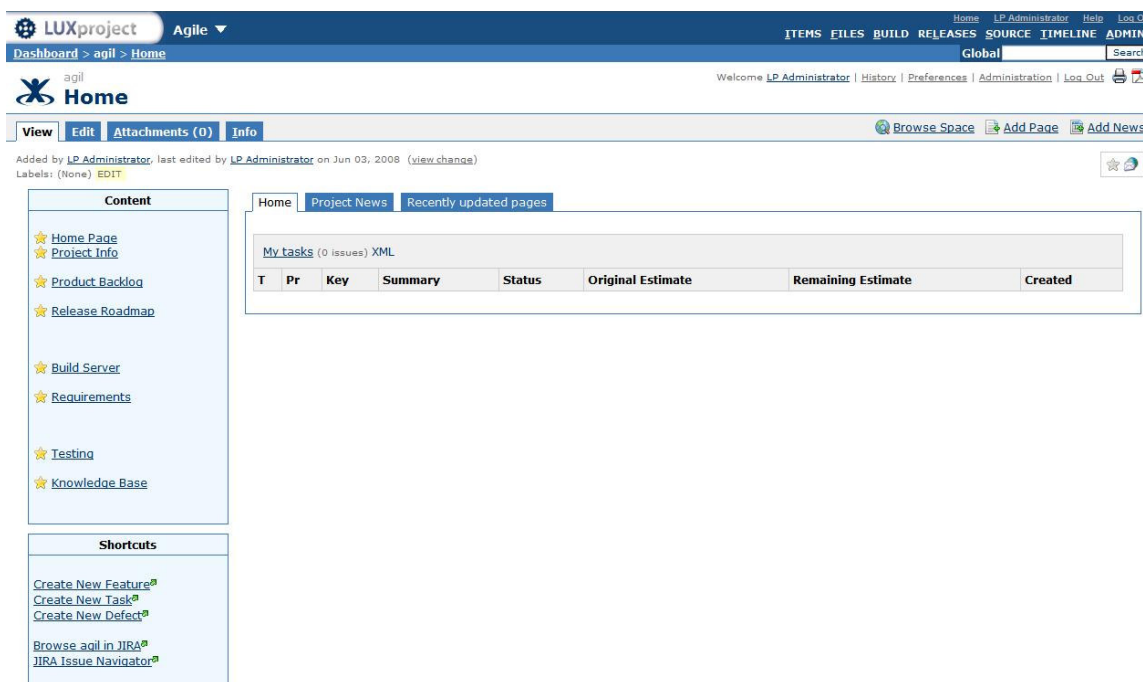 LUXproject Agile
Home LP Administrator Help Log O
ITEMS FILES BUILD RELEASES SOURCE TIMELINE ADMIN
Dashboard > agil > Home Global Search
agil
Home
Welcome LP Administrator | History | Preferences | Administration | Log Out
View Edit Attachments (0) Info Browse Space Add Page Add News
Added by LP Administrator, last edited by LP Administrator on Jun 03, 2008 (view change)
Labels: (None) EDIT
Content
Home Page
Project Info
Product Backlog
Release Roadmap
Build Server
Requirements
Testing
Knowledge Base
Shortcuts
Create New Feature
Create New Task
Create New Defect
Browse agil in JIRA
JIRA Issue Navigator
Home Project News Recently updated pages
My tasks (0 issues) XML
T Pr Key Summary Status Original Estimate Remaining Estimate Created